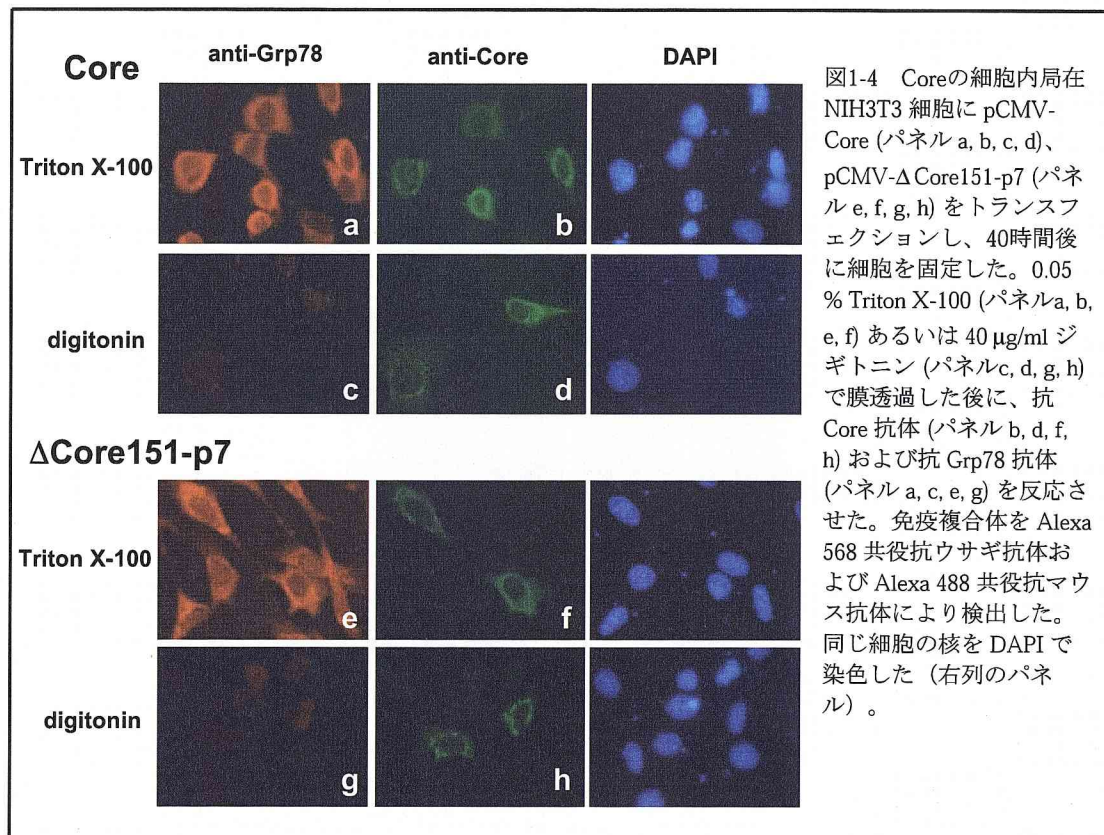 anti-Grp78 anti-Core DAPI
Core
Triton X-100
a b
digitonin
c d
ΔCore151-p7
Triton X-100
e f
digitonin
g h
図1-4 Coreの細胞内局在
NIH3T3 細胞に pCMV-
Core (パネル a, b, c, d)、
pCMV-ΔCore151-p7 (パネ
ル e, f, g, h) をトランスフ
ェクションし、40時間後
に細胞を固定した。0.05
% Triton X-100 (パネルa, b,
e, f) あるいは 40 μg/ml ジ
ギトニン (パネルc, d, g, h)
で膜透過した後に、抗
Core 抗体 (パネル b, d, f,
h) および抗 Grp78 抗体
(パネル a, c, e, g) を反応さ
せた。免疫複合体を Alexa
568 共役抗ウサギ抗体お
よび Alexa 488 共役抗マウ
ス抗体により検出した。
同じ細胞の核を DAPI で
染色した（右列のパネ
ル）。